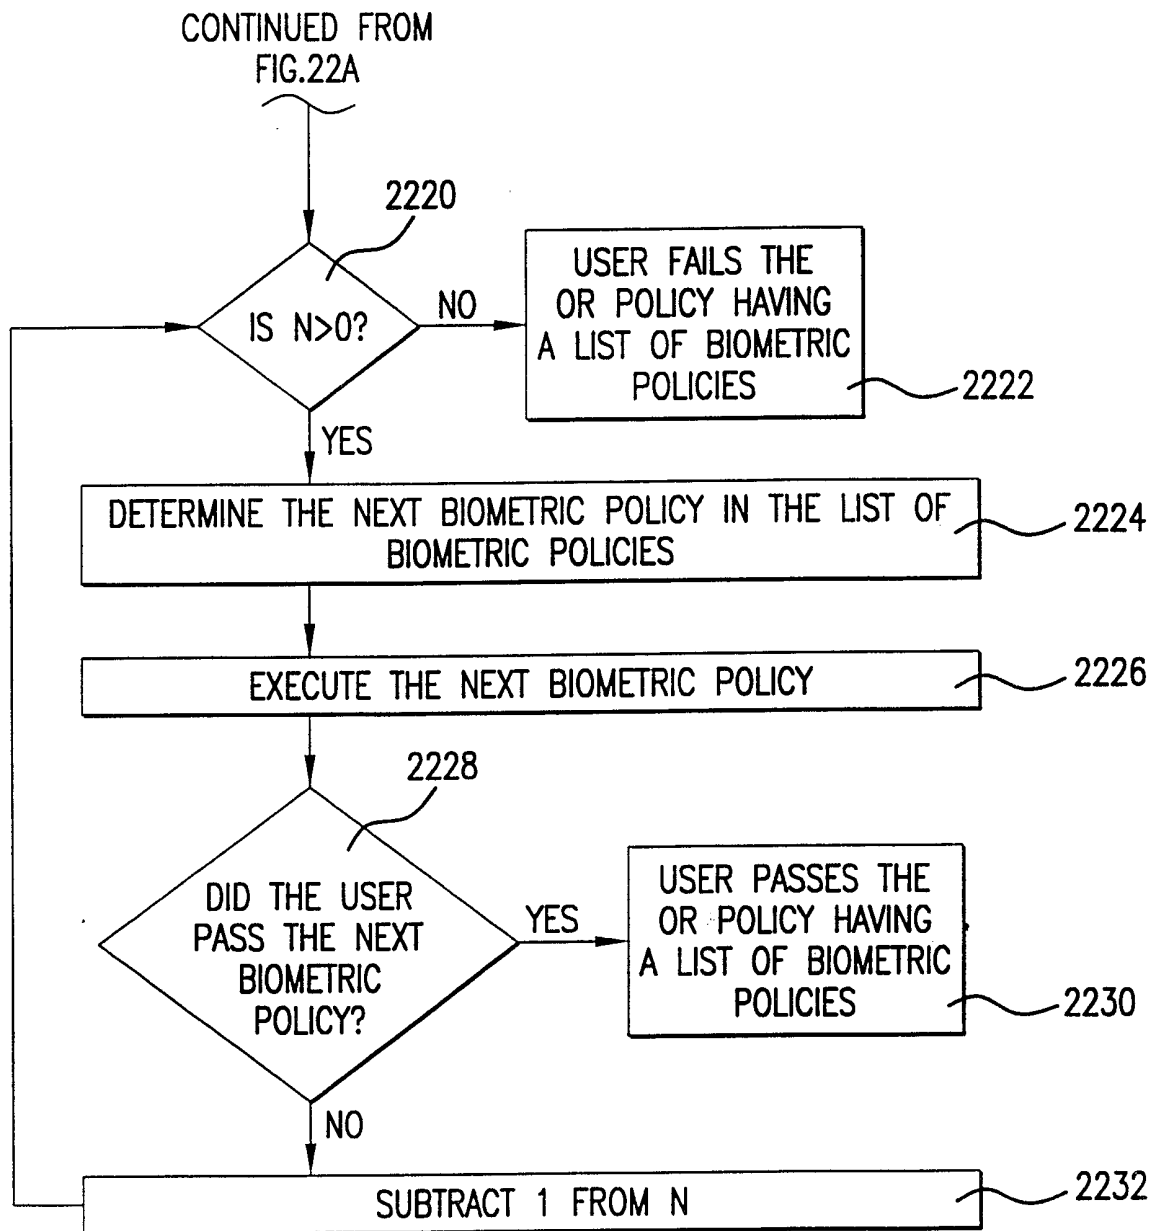 CONTINUED FROM
FIG.22A
2220
IS N>0?
NO
USER FAILS THE
OR POLICY HAVING
A LIST OF BIOMETRIC
POLICIES
2222
YES
DETERMINE THE NEXT BIOMETRIC POLICY IN THE LIST OF
BIOMETRIC POLICIES
2224
EXECUTE THE NEXT BIOMETRIC POLICY
2226
2228
DID THE USER
PASS THE NEXT
BIOMETRIC
POLICY?
YES
USER PASSES THE
OR POLICY HAVING
A LIST OF BIOMETRIC
POLICIES
2230
NO
SUBTRACT 1 FROM N
2232